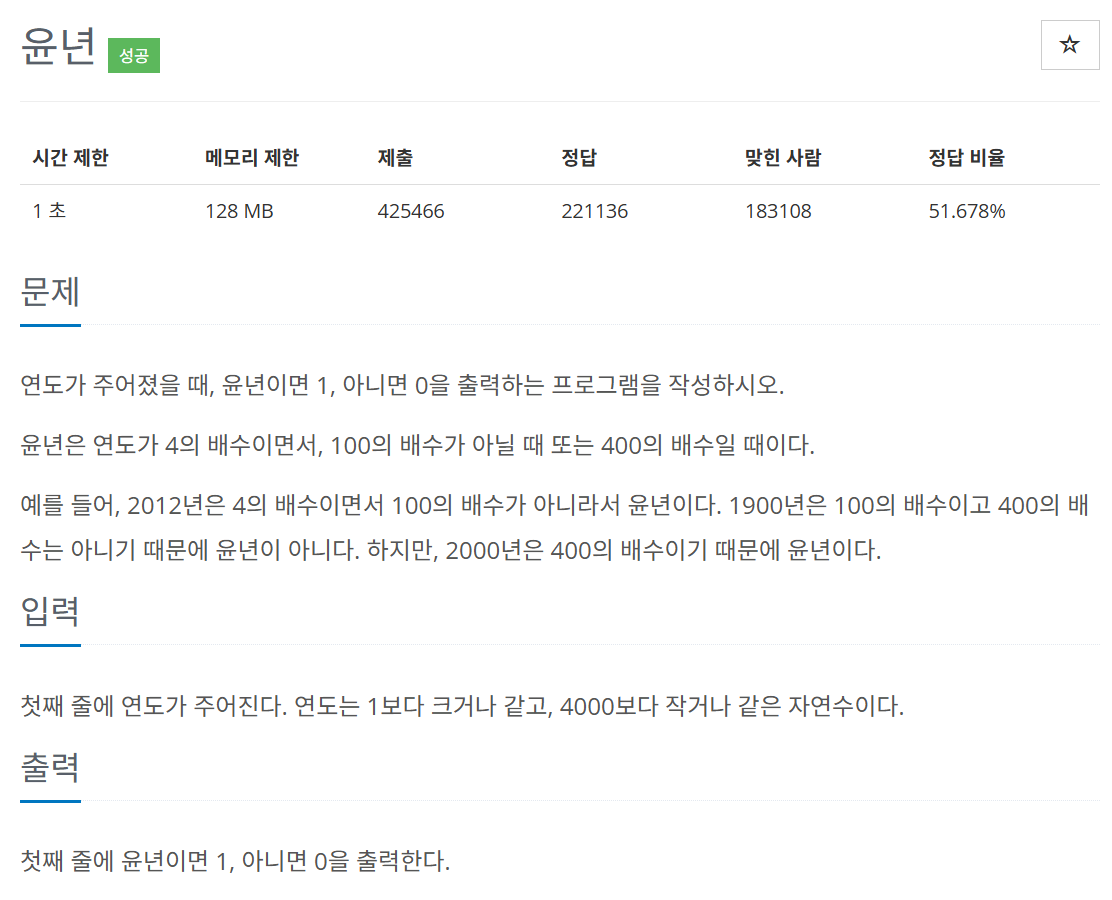 윤년 성공
시간 제한 메모리 제한 제출 정답 맞힌 사람 정답 비율
1 초 128 MB 425466 221136 183108 51.678%
문제
연도가 주어졌을 때, 윤년이면 1, 아니면 0을 출력하는 프로그램을 작성하시오.
윤년은 연도가 4의 배수이면서, 100의 배수가 아닐 때 또는 400의 배수일 때이다.
예를 들어, 2012년은 4의 배수이면서 100의 배수가 아니라서 윤년이다. 1900년은 100의 배수이고 400의 배
수는 아니기 때문에 윤년이 아니다. 하지만, 2000년은 400의 배수이기 때문에 윤년이다.
입력
첫째 줄에 연도가 주어진다. 연도는 1보다 크거나 같고, 4000보다 작거나 같은 자연수이다.
출력
첫째 줄에 윤년이면 1, 아니면 0을 출력한다.